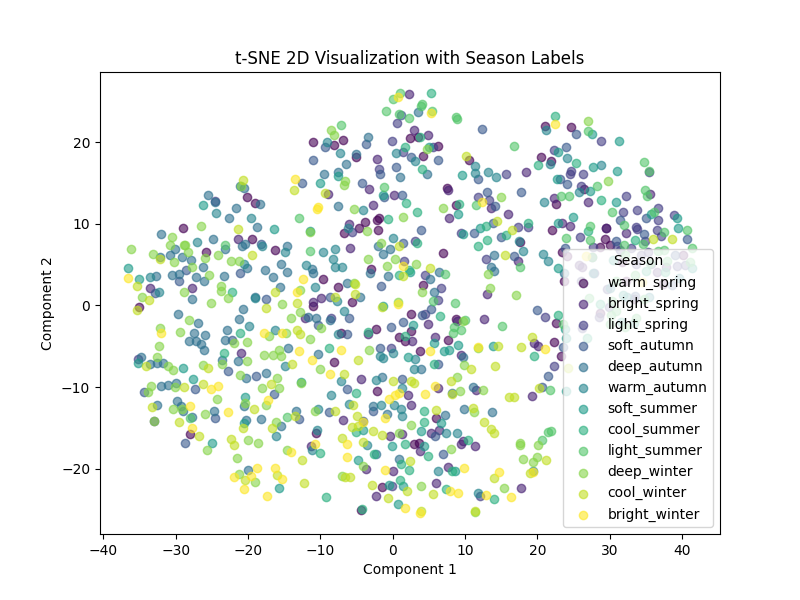 t-SNE 2D Visualization with Season Labels
20
10
0
−10
−20
Component 2
−40
−30
−20
−10
0
10
20
30
40
Component 1
Season
warm_spring
bright_spring
light_spring
soft_autumn
deep_autumn
warm_autumn
soft_summer
cool_summer
light_summer
deep_winter
cool_winter
bright_winter